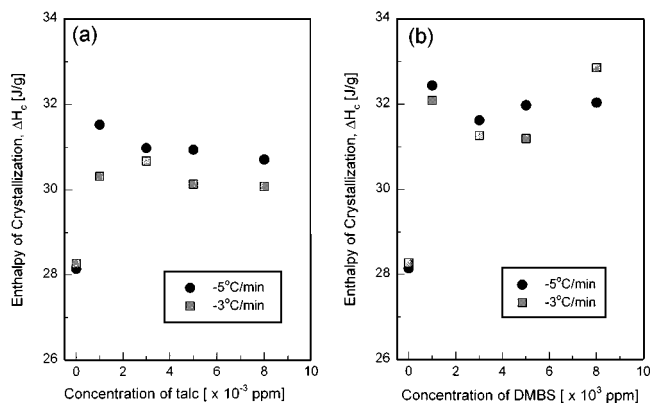 (a)
Enthalpy of Crystallization, ΔHc [J/g]
34
32
30
28
26
0 2 4 6 8 10
Concentration of talc [ x 10⁻³ ppm]
-5°C/min
-3°C/min
(b)
Enthalpy of Crystallization, ΔHc [J/g]
34
32
30
28
26
0 2 4 6 8 10
Concentration of DMBS [ x 10³ ppm]
-5°C/min
-3°C/min